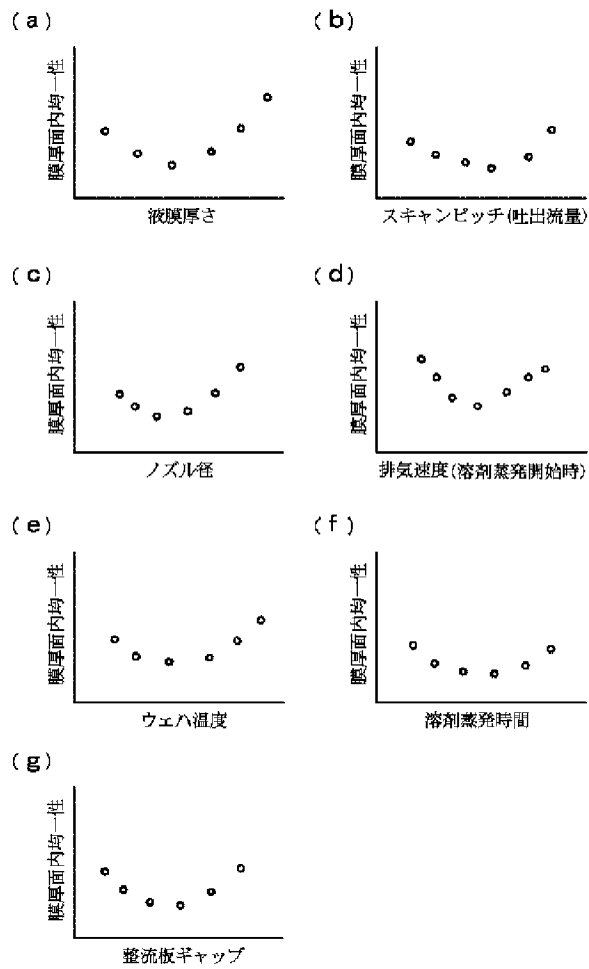 (a)
膜厚面内均一性
液膜厚さ
(b)
膜厚面内均一性
スキャンピッチ(吐出流量)
(c)
膜厚面内均一性
ノズル径
(d)
膜厚面内均一性
排気速度(溶剤蒸発開始時)
(e)
膜厚面内均一性
ウェハ温度
(f)
膜厚面内均一性
溶剤蒸発時間
(g)
膜厚面内均一性
整流板ギャップ